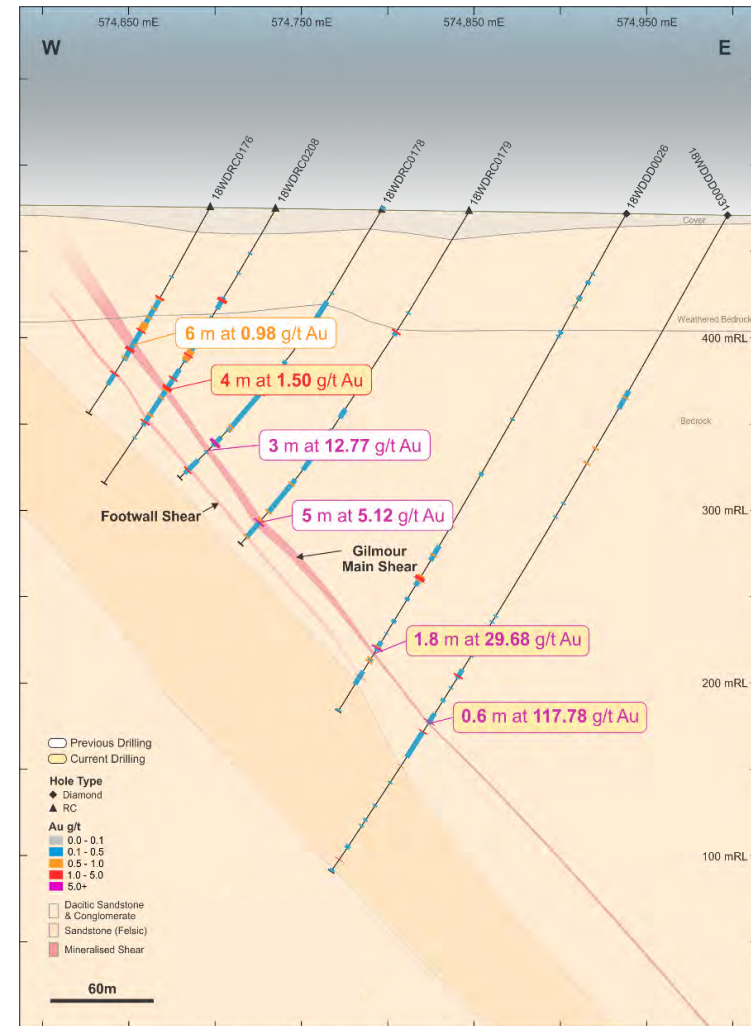 574,650 mE
574,750 mE
574,850 mE
574,950 mE
W
E
18WDRC0176
18WDRC0208
18WDRC0178
18WDRC0179
18WDDD0026
18WDDD0031
Cover
Weathered Bedrock
400 mRL
6 m at 0.98 g/t Au
4 m at 1.50 g/t Au
Bedrock
3 m at 12.77 g/t Au
300 mRL
Footwall Shear
5 m at 5.12 g/t Au
Gilmour
Main Shear
1.8 m at 29.68 g/t Au
200 mRL
0.6 m at 117.78 g/t Au
100 mRL
Previous Drilling
Current Drilling
Hole Type
Diamond
RC
Au g/t
0.0 - 0.1
0.1 - 0.5
0.5 - 1.0
1.0 - 5.0
5.0+
Dacitic Sandstone
& Conglomerate
Sandstone (Felsic)
Mineralised Shear
60m